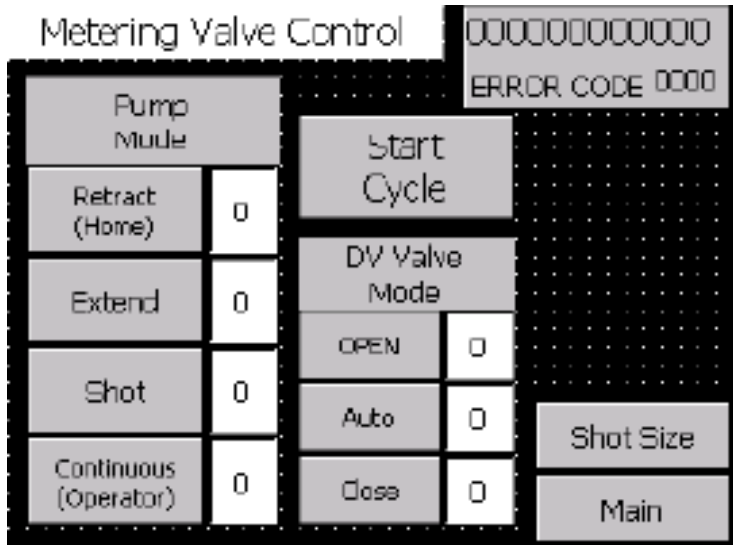 Metering Valve Control
000000000000
ERROR CODE 0000
Pump
Mode
Retract
(Home)
0
Extend
0
Shot
0
Continuous
(Operator)
0
Start
Cycle
DV Valve
Mode
OPEN
0
Auto
0
Close
0
Shot Size
Main